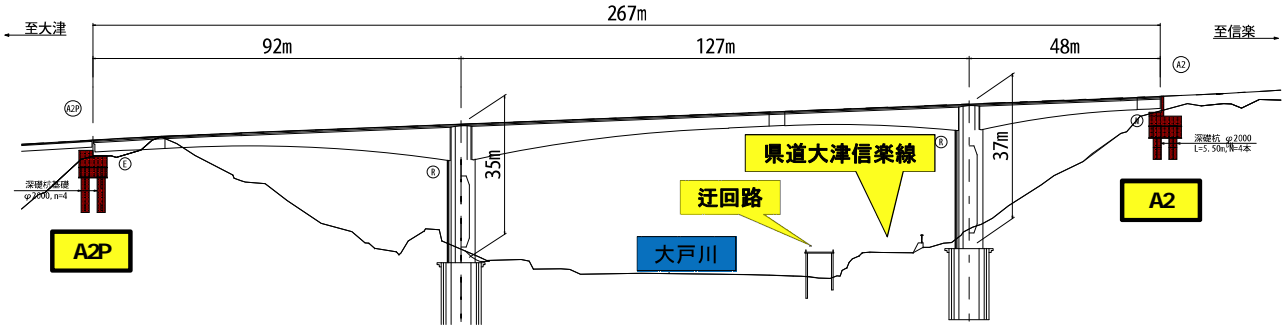 267m
至大津
至信楽
92m
127m
48m
A2
A2P
35m
37m
県道大津信楽線
深礎杭 φ2000
L=5.50m, N=4本
E
R
R
深礎杭基礎
φ2000, n=4
迂回路
A2
A2P
大戸川